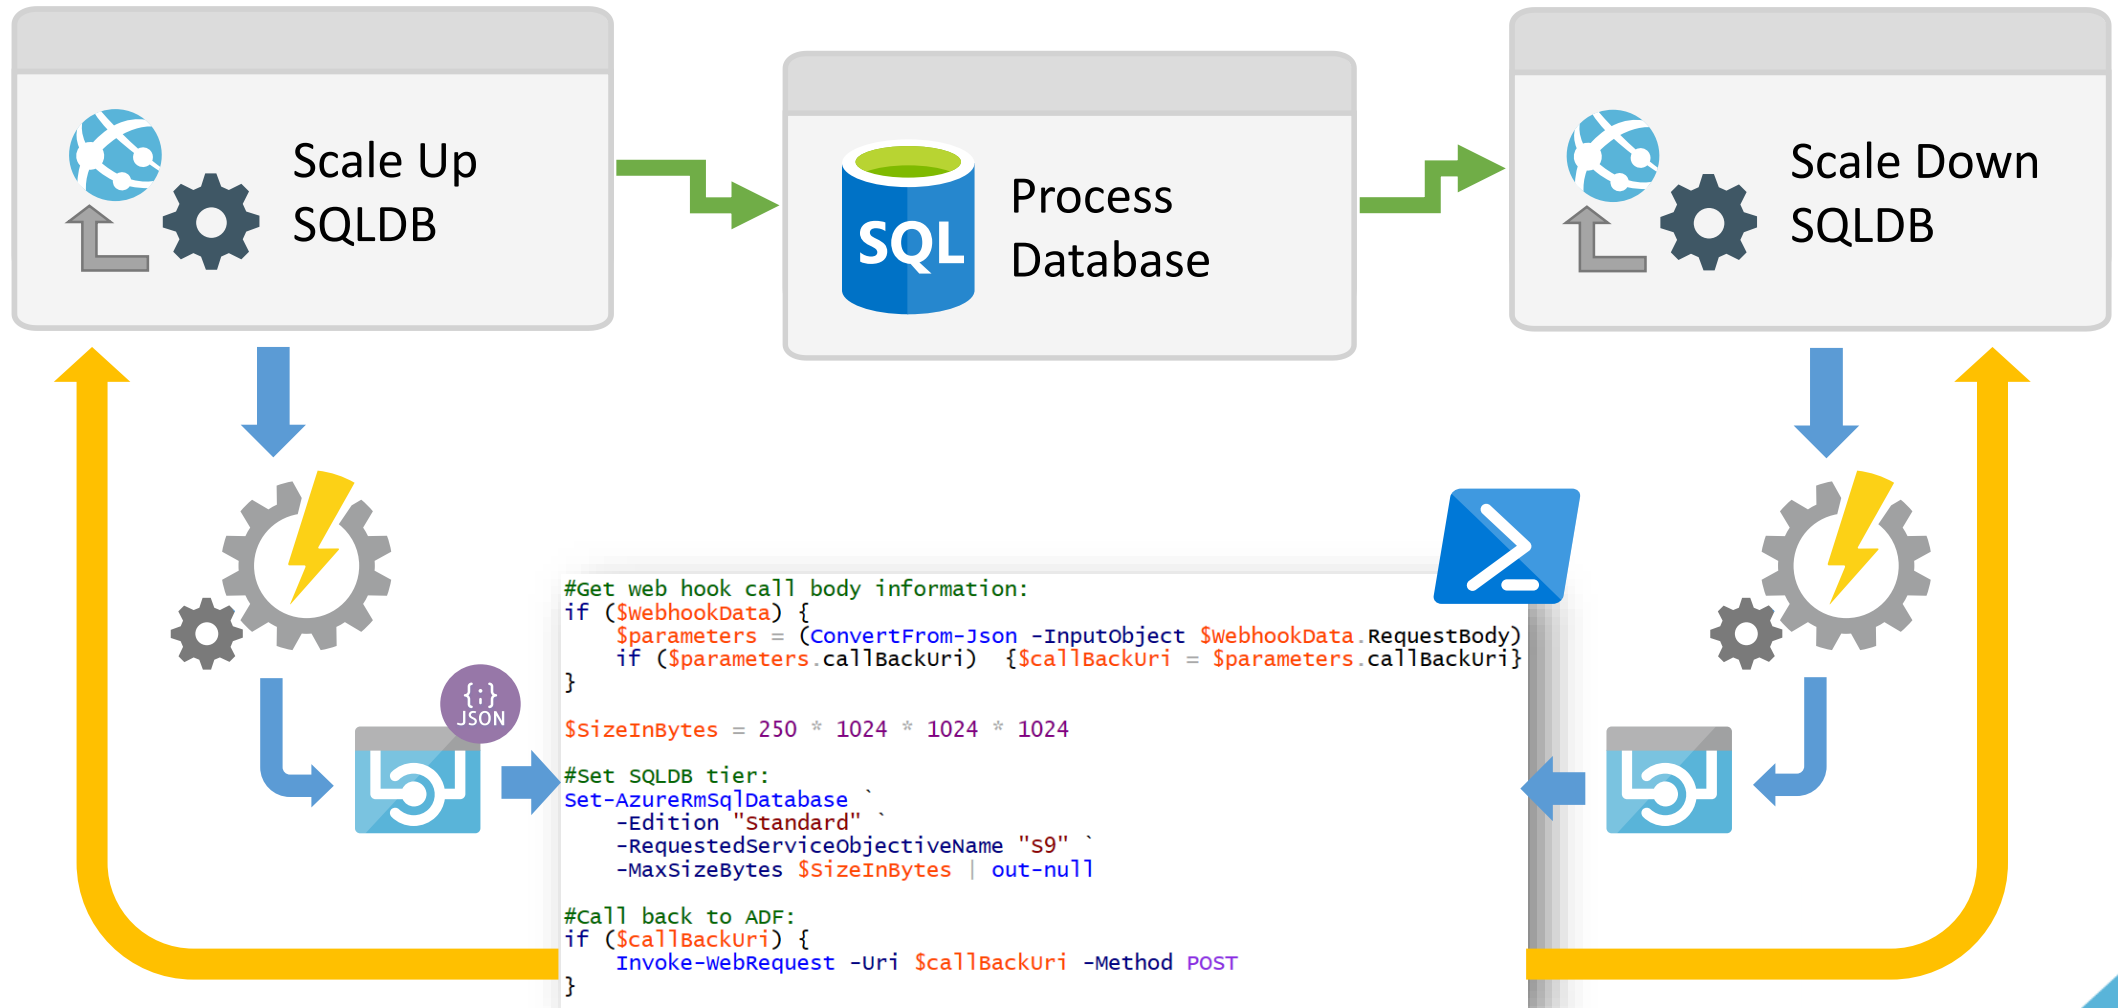 Scale Up
SQLDB
SQL
Process
Database
Scale Down
SQLDB
{;}
JSON
#Get web hook call body information:
if ($WebhookData) {
    $parameters = (ConvertFrom-Json -InputObject $WebhookData.RequestBody)
    if ($parameters.callBackUri)  {$callBackUri = $parameters.callBackUri}
}
$SizeInBytes = 250 * 1024 * 1024 * 1024
#Set SQLDB tier:
Set-AzureRmSqlDatabase `
    -Edition "Standard" `
    -RequestedServiceObjectiveName "S9" `
    -MaxSizeBytes $SizeInBytes | out-null
#Call back to ADF:
if ($callBackUri) {
    Invoke-WebRequest -Uri $callBackUri -Method POST
}